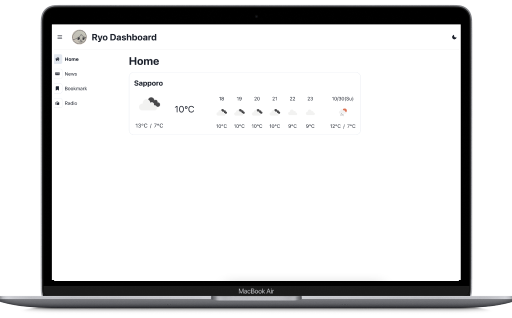 Ryo Dashboard
Home
News
Bookmark
Radio
Home
Sapporo
10°C
13°C / 7°C
18 19 20 21 22 23 10/30(Su)
10°C 10°C 10°C 10°C 9°C 9°C 12°C / 7°C
MacBook Air